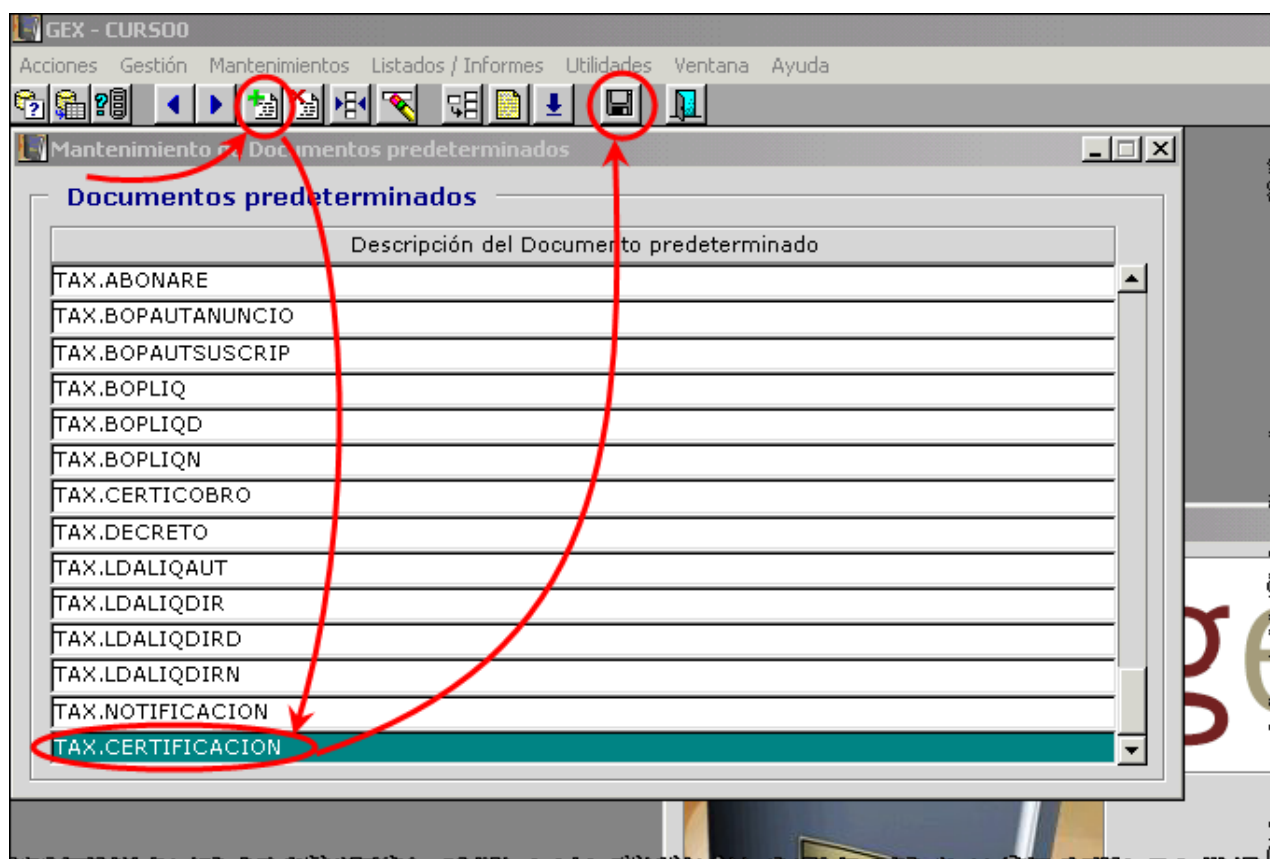 GEX - CURSO0
Acciones Gestión Mantenimientos Listados / Informes Utilidades Ventana Ayuda
Mantenimiento de Documentos predeterminados
Documentos predeterminados
Descripción del Documento predeterminado
TAX.ABONARE
TAX.BOPAUTANUNCIO
TAX.BOPAUTSUSCRIP
TAX.BOPLIQ
TAX.BOPLIQD
TAX.BOPLIQN
TAX.CERTICOBRO
TAX.DECRETO
TAX.LDALIQAUT
TAX.LDALIQDIR
TAX.LDALIQDIRD
TAX.LDALIQDIRN
TAX.NOTIFICACION
TAX.CERTIFICACION
ge